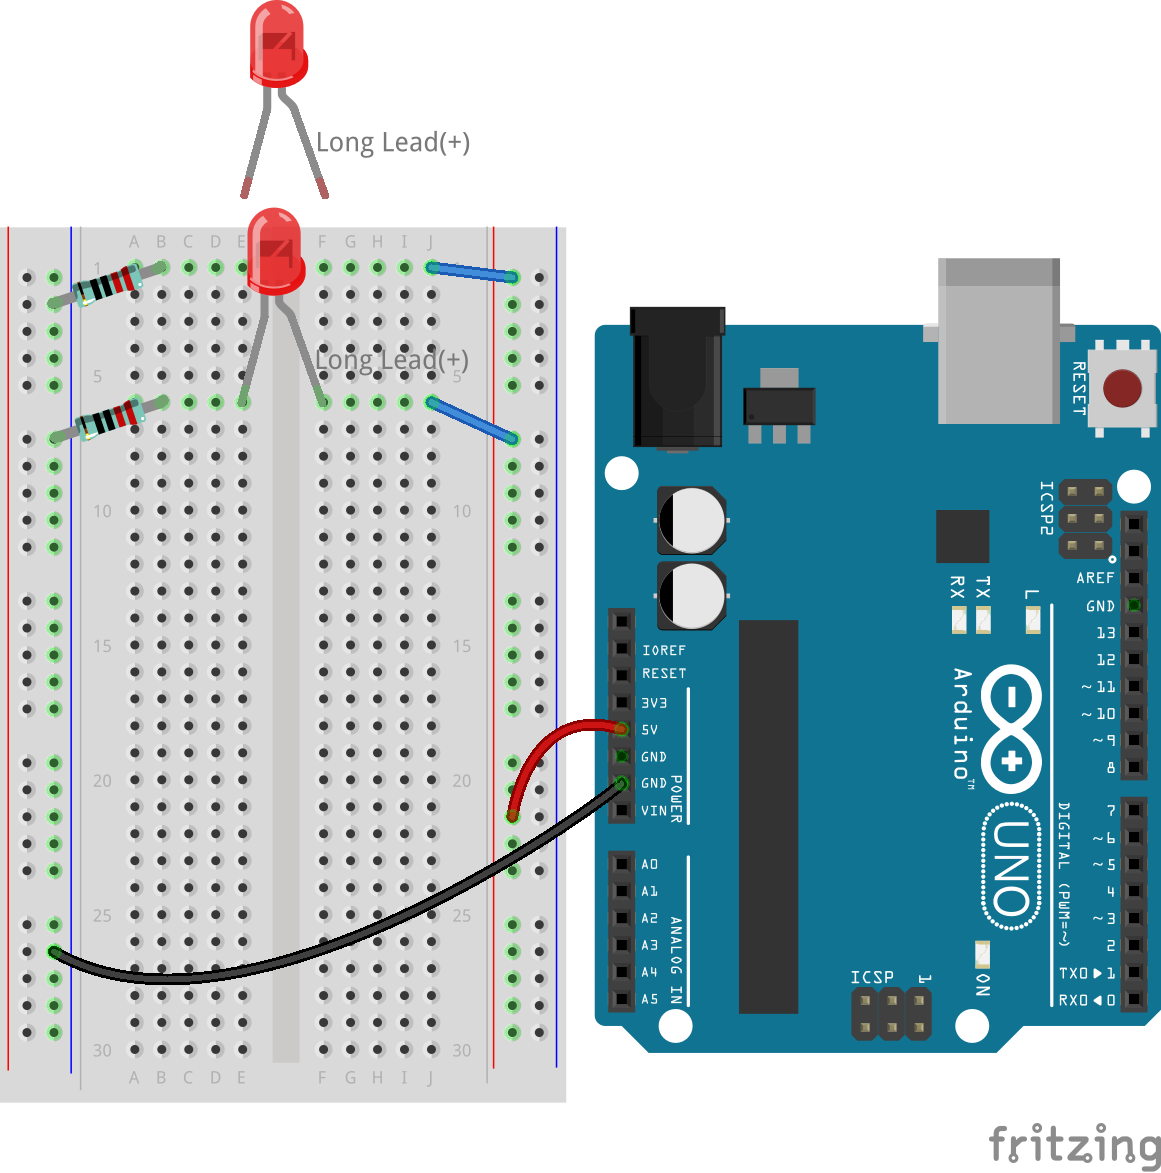 Long Lead(+)
A B C D E F G H I J
1
Long Lead(+)
5 5
10 10
15 15
20 20
25 25
30 30
A B C D E F G H I J
RESET
ICSP2
AREF
GND
13
12
~11
~10
~9
8
7
~6
~5
4
~3
2
TX0▶1
RX0◀0
DIGITAL (PWM=~)
RX TX L
Arduino™
UNO
IOREF
RESET
3V3
5V
GND
GND
VIN
POWER
A0
A1
A2
A3
A4
A5
ANALOG IN
ICSP 1
ON
fritzing